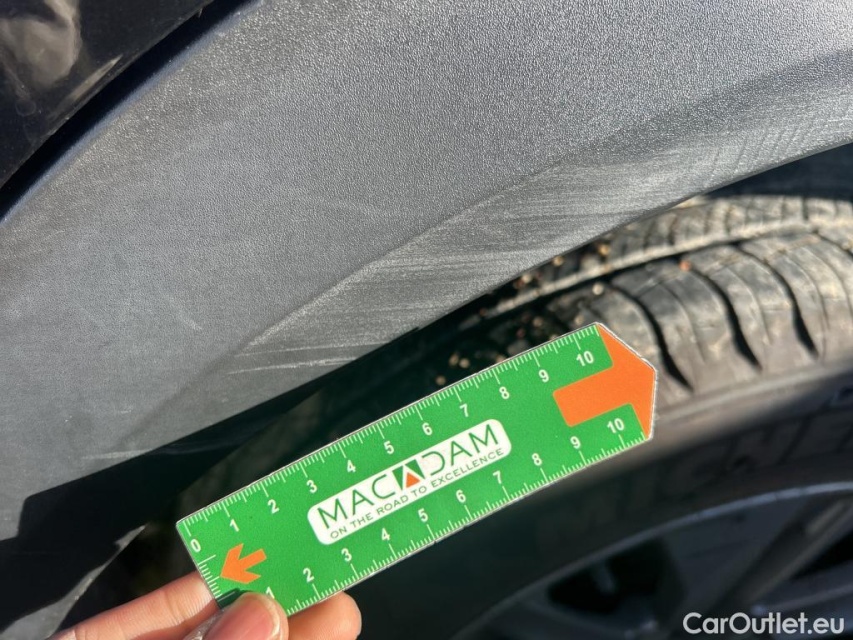 0 1 2 3 4 5 6 7 8 9 10
MACADAM
ON THE ROAD TO EXCELLENCE
1 2 3 4 5 6 7 8 9 10
CarOutlet.eu